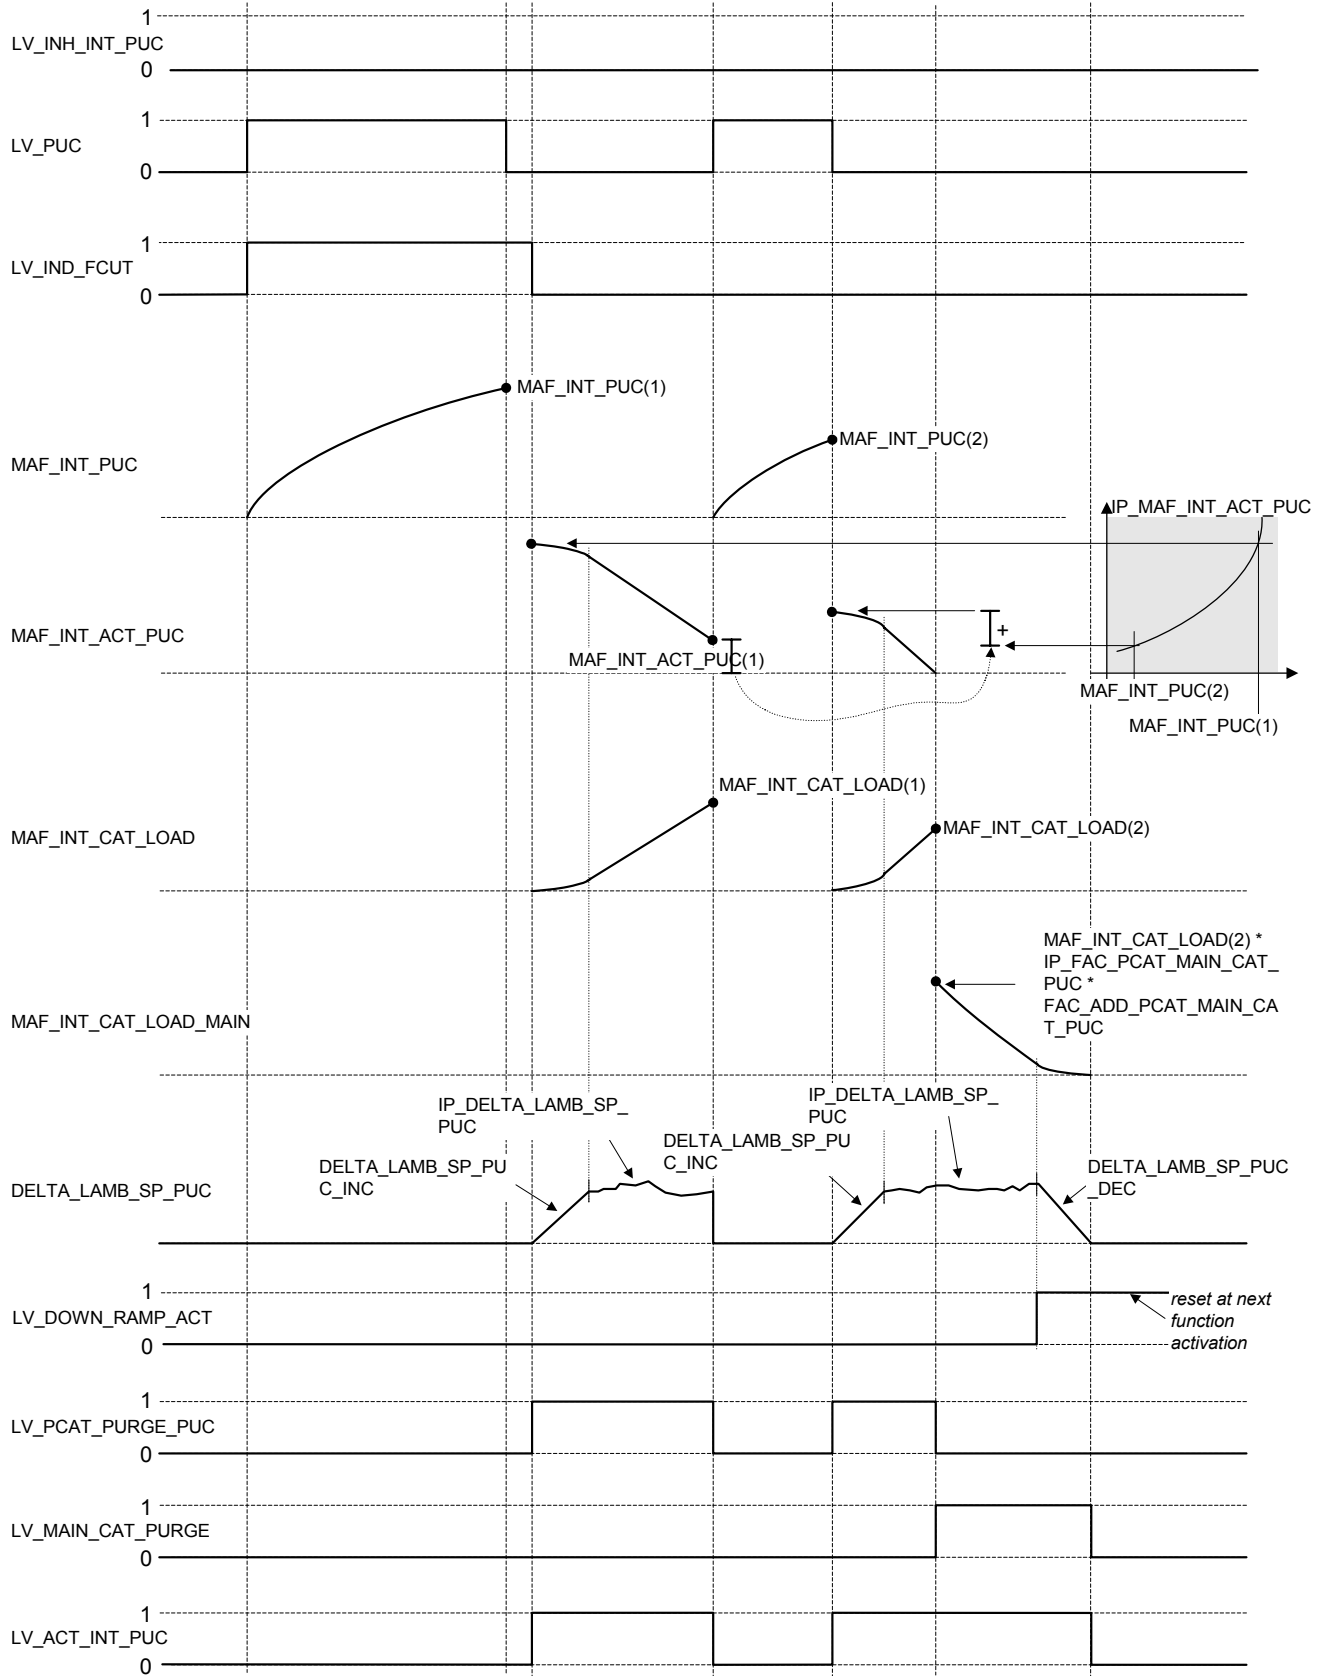 1
LV_INH_INT_PUC
0
1
LV_PUC
0
1
LV_IND_FCUT
0
MAF_INT_PUC(1)
MAF_INT_PUC(2)
MAF_INT_PUC
IP_MAF_INT_ACT_PUC
MAF_INT_ACT_PUC
+
MAF_INT_ACT_PUC(1)
MAF_INT_PUC(2)
MAF_INT_PUC(1)
MAF_INT_CAT_LOAD(1)
MAF_INT_CAT_LOAD
MAF_INT_CAT_LOAD(2)
MAF_INT_CAT_LOAD(2) *
IP_FAC_PCAT_MAIN_CAT_
PUC *
FAC_ADD_PCAT_MAIN_CA
T_PUC
MAF_INT_CAT_LOAD_MAIN
IP_DELTA_LAMB_SP_
PUC
IP_DELTA_LAMB_SP_
PUC
DELTA_LAMB_SP_PU
C_INC
DELTA_LAMB_SP_PU
C_INC
DELTA_LAMB_SP_PUC
_DEC
DELTA_LAMB_SP_PUC
1
LV_DOWN_RAMP_ACT
0
reset at next
function
activation
1
LV_PCAT_PURGE_PUC
0
1
LV_MAIN_CAT_PURGE
0
1
LV_ACT_INT_PUC
0